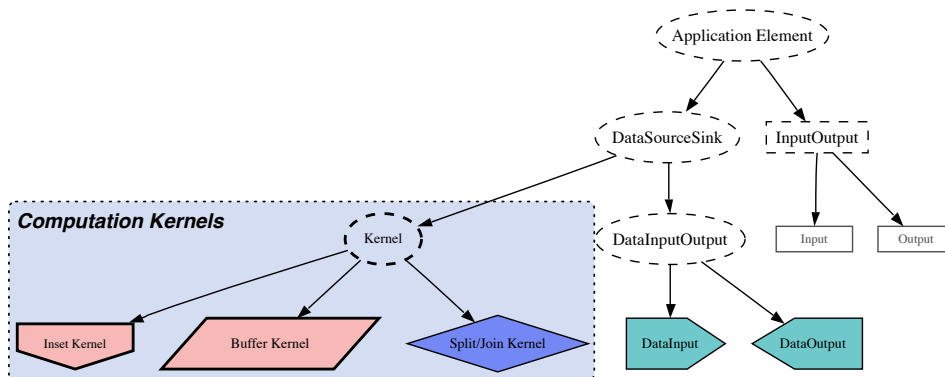 Application Element
DataSourceSink
InputOutput
Computation Kernels
Kernel
DataInputOutput
Input
Output
Inset Kernel
Buffer Kernel
Split/Join Kernel
DataInput
DataOutput